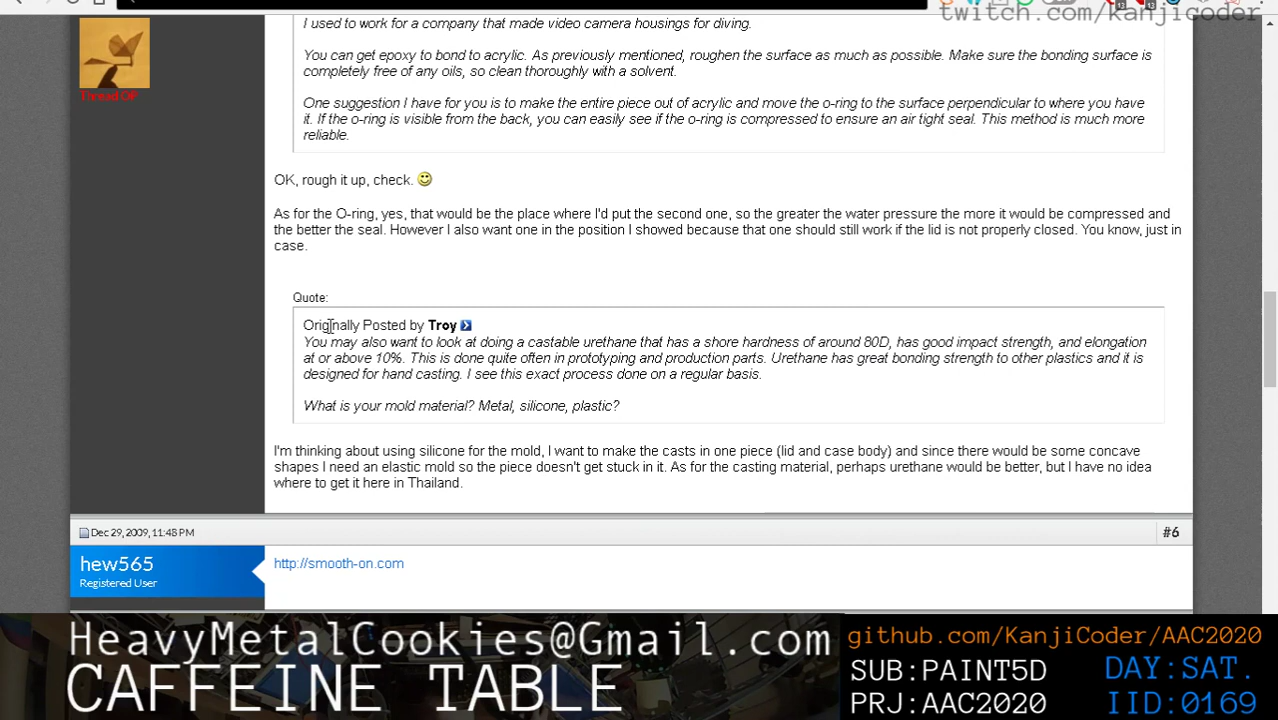 twitch.com/kanjicoder
I used to work for a company that made video camera housings for diving.
You can get epoxy to bond to acrylic. As previously mentioned, roughen the surface as much as possible. Make sure the bonding surface is
completely free of any oils, so clean thoroughly with a solvent.
Thread OP
One suggestion I have for you is to make the entire piece out of acrylic and move the o-ring to the surface perpendicular to where you have
it. If the o-ring is visible from the back, you can easily see if the o-ring is compressed to ensure an air tight seal. This method is much more
reliable.
OK, rough it up, check.
As for the O-ring, yes, that would be the place where I'd put the second one, so the greater the water pressure the more it would be compressed and
the better the seal. However I also want one in the position I showed because that one should still work if the lid is not properly closed. You know, just in
case.
Quote:
Originally Posted by Troy
You may also want to look at doing a castable urethane that has a shore hardness of around 80D, has good impact strength, and elongation
at or above 10%. This is done quite often in prototyping and production parts. Urethane has great bonding strength to other plastics and it is
designed for hand casting. I see this exact process done on a regular basis.
What is your mold material? Metal, silicone, plastic?
I'm thinking about using silicone for the mold, I want to make the casts in one piece (lid and case body) and since there would be some concave
shapes I need an elastic mold so the piece doesn't get stuck in it. As for the casting material, perhaps urethane would be better, but I have no idea
where to get it here in Thailand.
Dec 29, 2009, 11:48 PM
#6
hew565
Registered User
http://smooth-on.com
HeavyMetalCookies@Gmail.com
CAFFEINE TABLE
github.com/KanjiCoder/AAC2020
SUB:PAINT5D
DAY:SAT.
PRJ:AAC2020
IID:0169